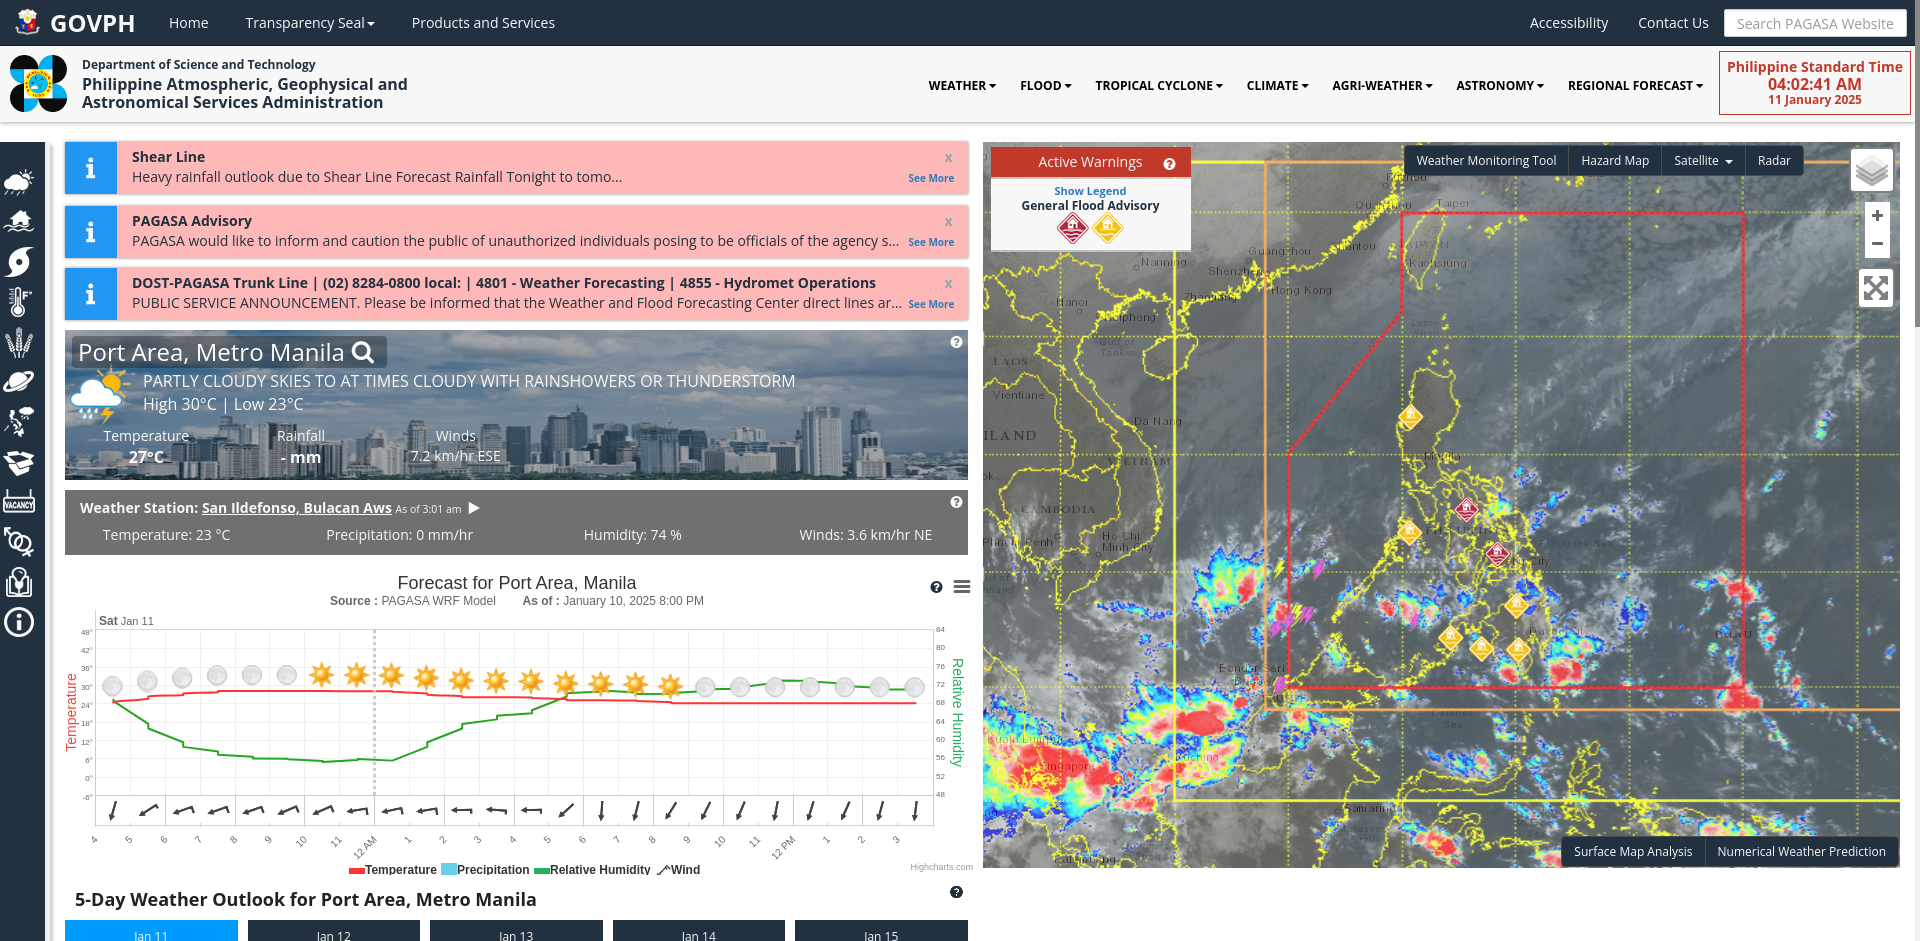 GOVPH
Home
Transparency Seal
Products and Services
Accessibility
Contact Us
Search PAGASA Website
Department of Science and Technology
Philippine Atmospheric, Geophysical and
Astronomical Services Administration
WEATHER
FLOOD
TROPICAL CYCLONE
CLIMATE
AGRI-WEATHER
ASTRONOMY
REGIONAL FORECAST
Philippine Standard Time
04:02:41 AM
11 January 2025
Shear Line
x
Heavy rainfall outlook due to Shear Line Forecast Rainfall Tonight to tomo...
See More
PAGASA Advisory
x
PAGASA would like to inform and caution the public of unauthorized individuals posing to be officials of the agency s...
See More
DOST-PAGASA Trunk Line | (02) 8284-0800 local: | 4801 - Weather Forecasting | 4855 - Hydromet Operations
x
PUBLIC SERVICE ANNOUNCEMENT. Please be informed that the Weather and Flood Forecasting Center direct lines ar...
See More
VACANCY
Port Area, Metro Manila
PARTLY CLOUDY SKIES TO AT TIMES CLOUDY WITH RAINSHOWERS OR THUNDERSTORM
High 30°C | Low 23°C
Temperature
Rainfall
Winds
27°C
- mm
7.2 km/hr ESE
Weather Station: San Ildefonso, Bulacan Aws As of 3:01 am
Temperature: 23 °C
Precipitation: 0 mm/hr
Humidity: 74 %
Winds: 3.6 km/hr NE
Forecast for Port Area, Manila
Source : PAGASA WRF Model
As of : January 10, 2025 8:00 PM
Sat Jan 11
Temperature
48°
42°
36°
30°
24°
18°
12°
6°
0°
-6°
84
80
76
72
68
64
60
56
52
48
Relative Humidity
4
5
6
7
8
9
10
11
12 AM
1
2
3
4
5
6
7
8
9
10
11
12 PM
1
2
3
Temperature
Precipitation
Relative Humidity
Wind
Highcharts.com
5-Day Weather Outlook for Port Area, Metro Manila
Jan 11
Jan 12
Jan 13
Jan 14
Jan 15
Active Warnings
Show Legend
General Flood Advisory
Weather Monitoring Tool
Hazard Map
Satellite
Radar
+
−
Taipei
Guangzhou
Nanning
Kaohsiung
Hong Kong
Hanoi
Haiphong
Gulf of
Tonkin
Luzon
LAOS
Vientiane
Da Nang
ILAND
VIETNAM
Manila
CAMBODIA
Ho Chi
Minh City
Philippine Sea
PALAU
Bandar Seri
Celebes
Sea
Kuala Lumpur
Singapore
Kuching
Samarinda
Surface Map Analysis
Numerical Weather Prediction